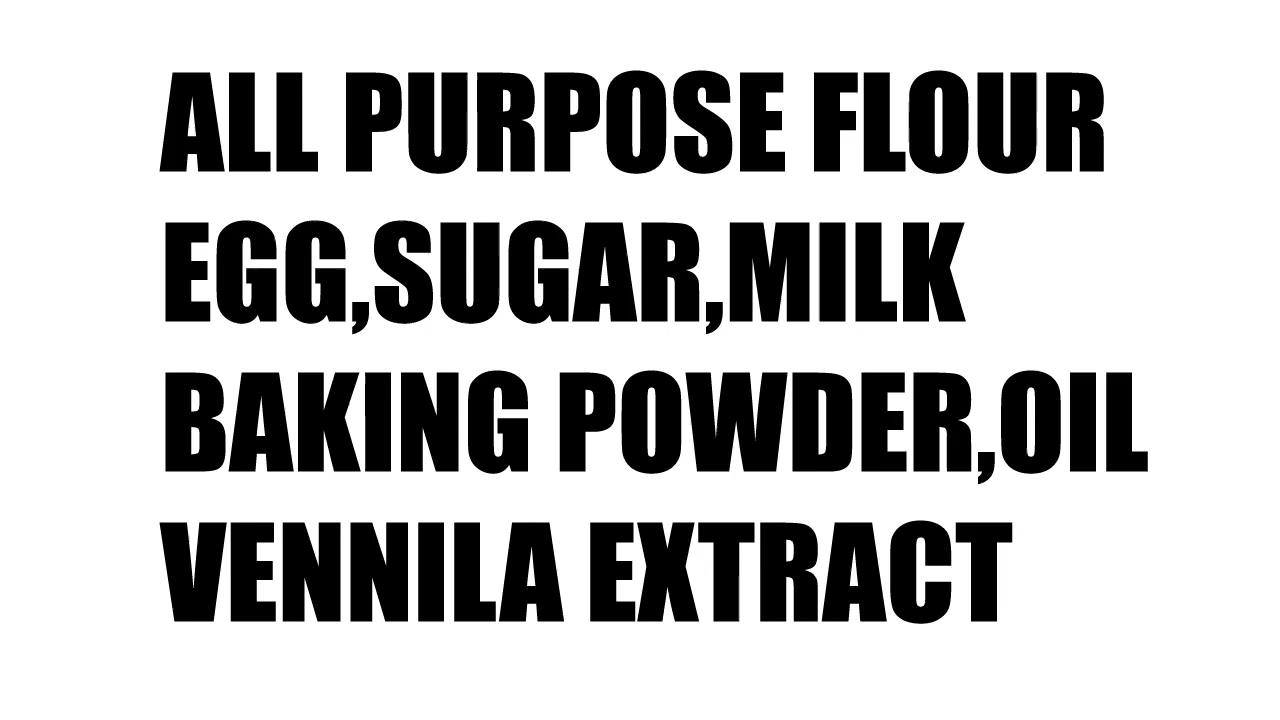 ALL PURPOSE FLOUR
EGG,SUGAR,MILK
BAKING POWDER,OIL
VENNILA EXTRACT